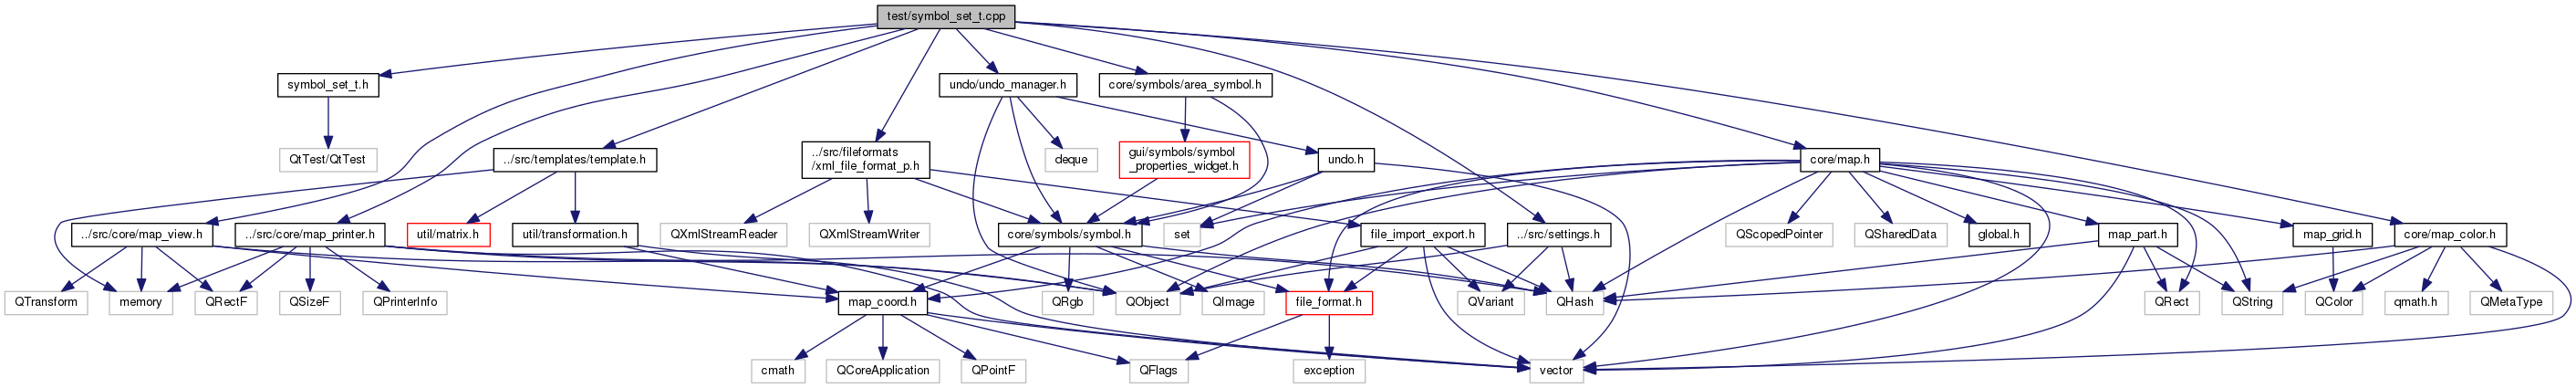 test/symbol_set_t.cpp
symbol_set_t.h
undo/undo_manager.h
core/symbols/area_symbol.h
QtTest/QtTest
../src/templates/template.h
../src/fileformats
/xml_file_format_p.h
deque
gui/symbols/symbol
_properties_widget.h
undo.h
core/map.h
../src/core/map_view.h
../src/core/map_printer.h
util/matrix.h
util/transformation.h
QXmlStreamReader
QXmlStreamWriter
core/symbols/symbol.h
set
file_import_export.h
../src/settings.h
QScopedPointer
QSharedData
global.h
map_part.h
map_grid.h
core/map_color.h
QTransform
memory
QRectF
QSizeF
QPrinterInfo
map_coord.h
QRgb
QObject
QImage
file_format.h
QVariant
QHash
QRect
QString
QColor
qmath.h
QMetaType
cmath
QCoreApplication
QPointF
QFlags
exception
vector